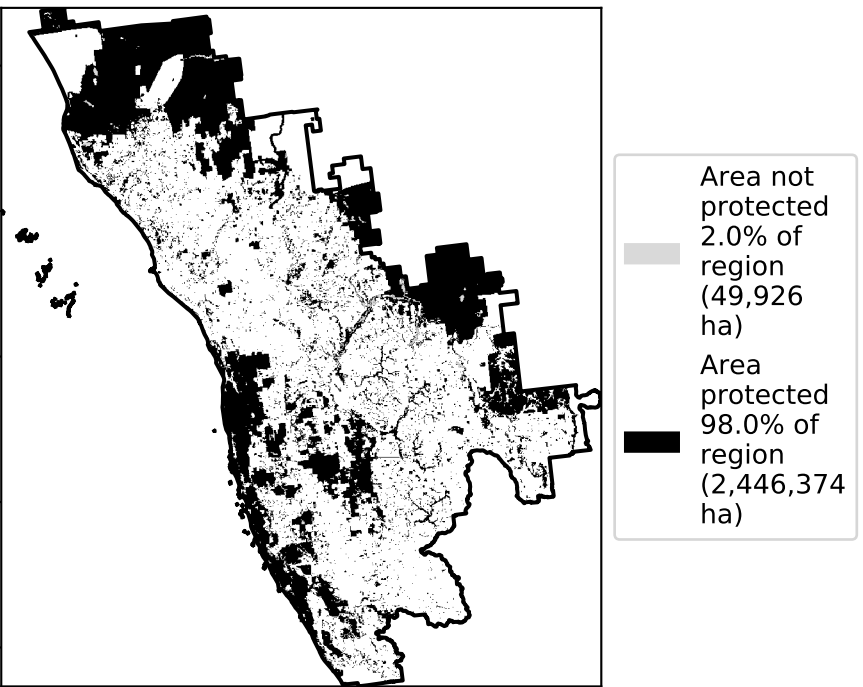 Area not
protected
2.0% of
region
(49,926
ha)
Area
protected
98.0% of
region
(2,446,374
ha)